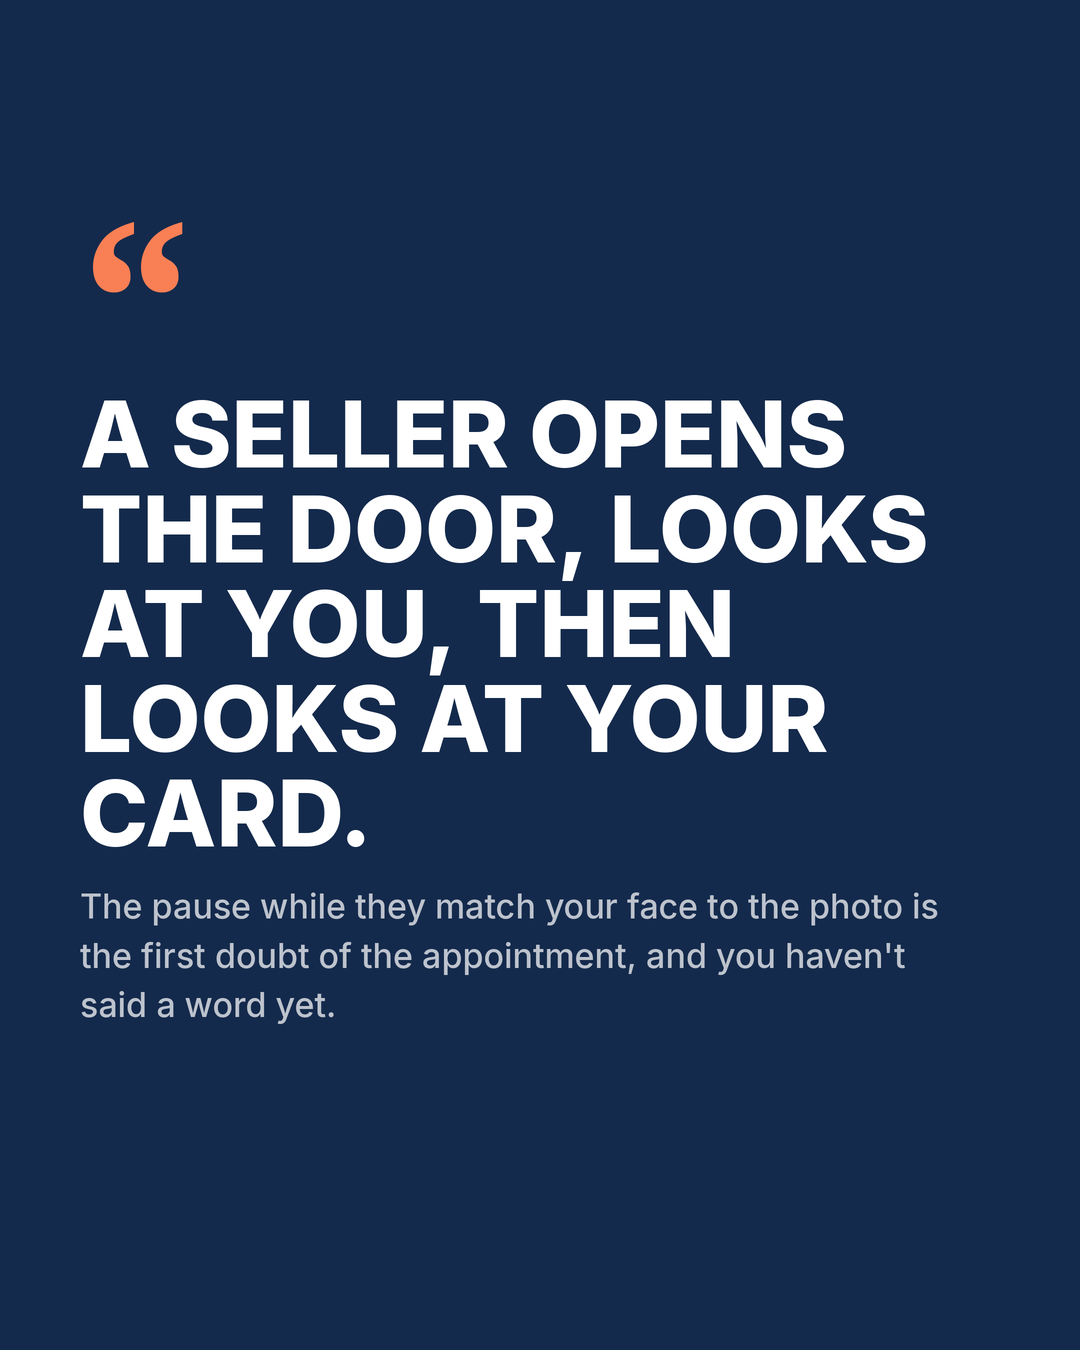 “
A SELLER OPENS
THE DOOR, LOOKS
AT YOU, THEN
LOOKS AT YOUR
CARD.
The pause while they match your face to the photo is
the first doubt of the appointment, and you haven't
said a word yet.